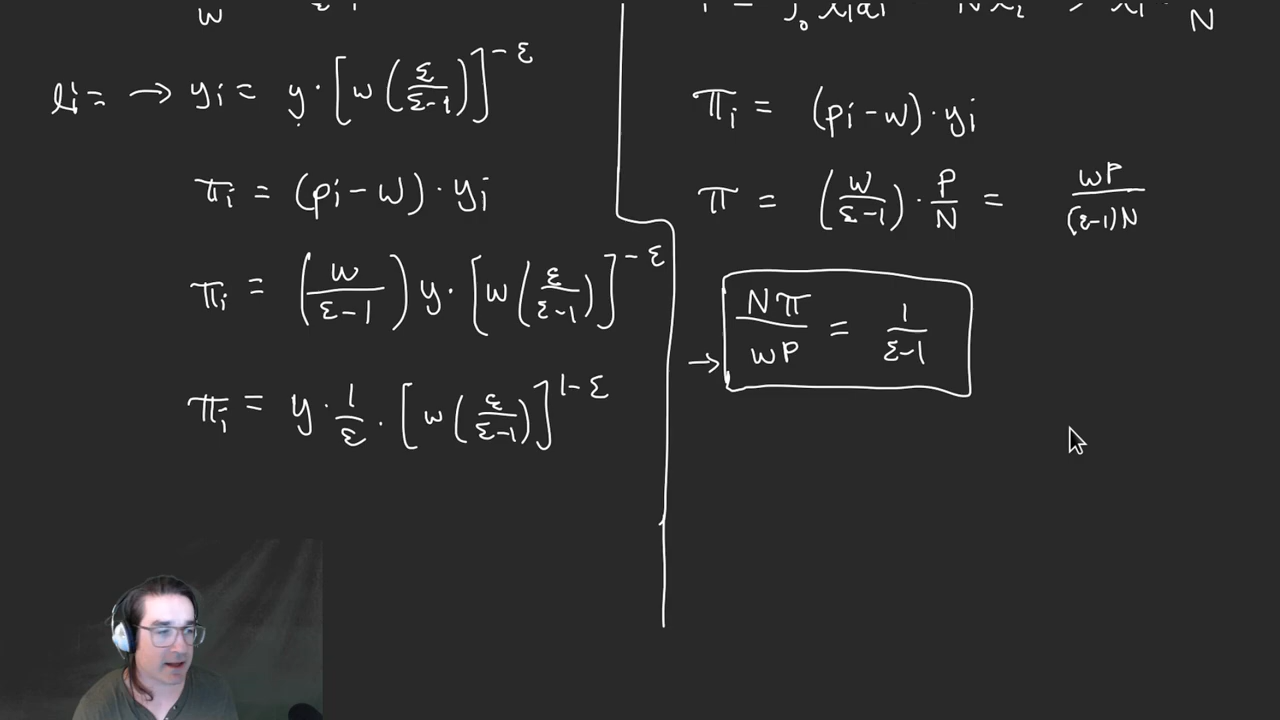 w
li = → yi = y · [w(ε/(ε-1))]^{-ε}
πi = (pi - w) · yi
πi = (w/(ε-1)) y · [w(ε/(ε-1))]^{-ε}
πi = y · 1/ε · [w(ε/(ε-1))]^{1-ε}
N
πi = (pi - w) · yi
π = (w/(ε-1)) · P/N = wP/((ε-1)N)
→ Nπ/wP = 1/(ε-1)